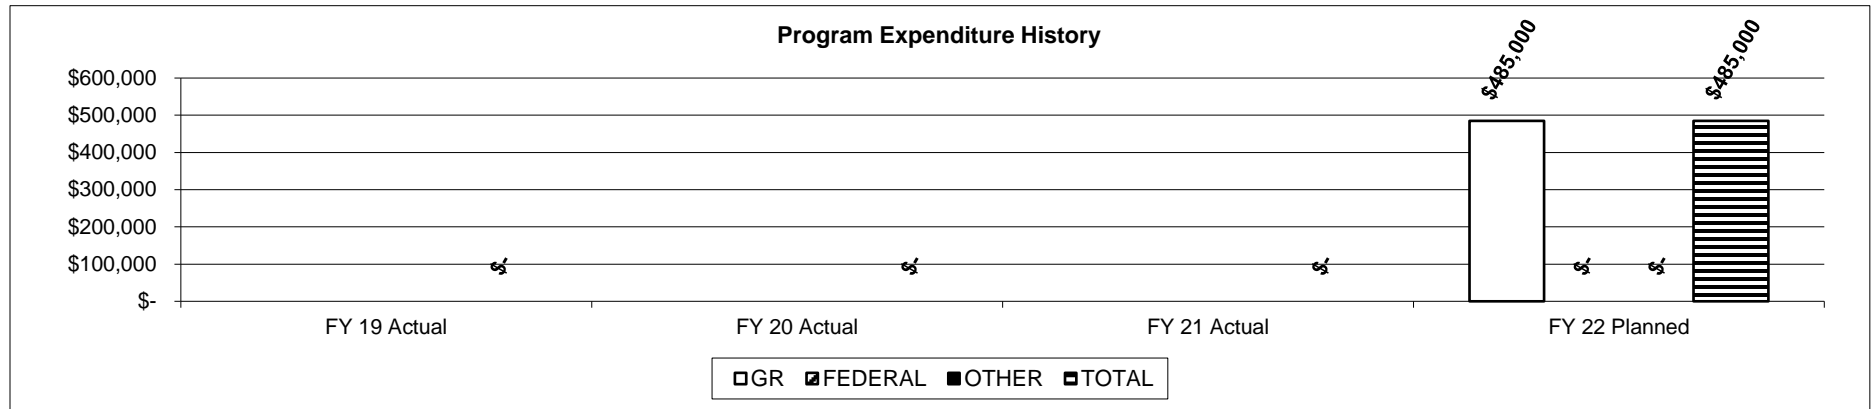 Program Expenditure History
$485,000 $485,000
$600,000
$500,000
$400,000
$300,000
$200,000
$100,000
$- $- $- $- $-
$-
FY 19 Actual FY 20 Actual FY 21 Actual FY 22 Planned
GR FEDERAL OTHER TOTAL